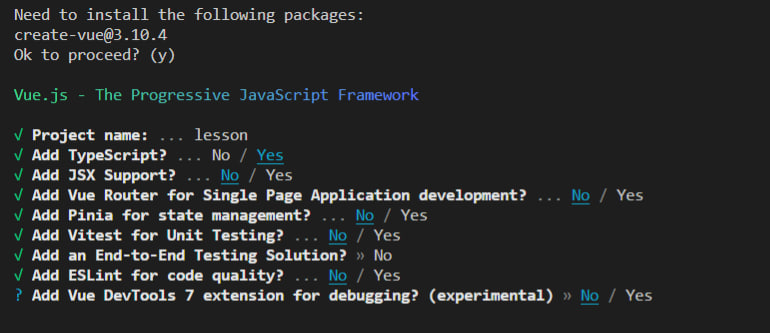 Need to install the following packages:
create-vue@3.10.4
Ok to proceed? (y)
Vue.js - The Progressive JavaScript Framework
√ Project name: ... lesson
√ Add TypeScript? ... No / Yes
√ Add JSX Support? ... No / Yes
√ Add Vue Router for Single Page Application development? ... No / Yes
√ Add Pinia for state management? ... No / Yes
√ Add Vitest for Unit Testing? ... No / Yes
√ Add an End-to-End Testing Solution? » No
√ Add ESLint for code quality? ... No / Yes
? Add Vue DevTools 7 extension for debugging? (experimental) » No / Yes